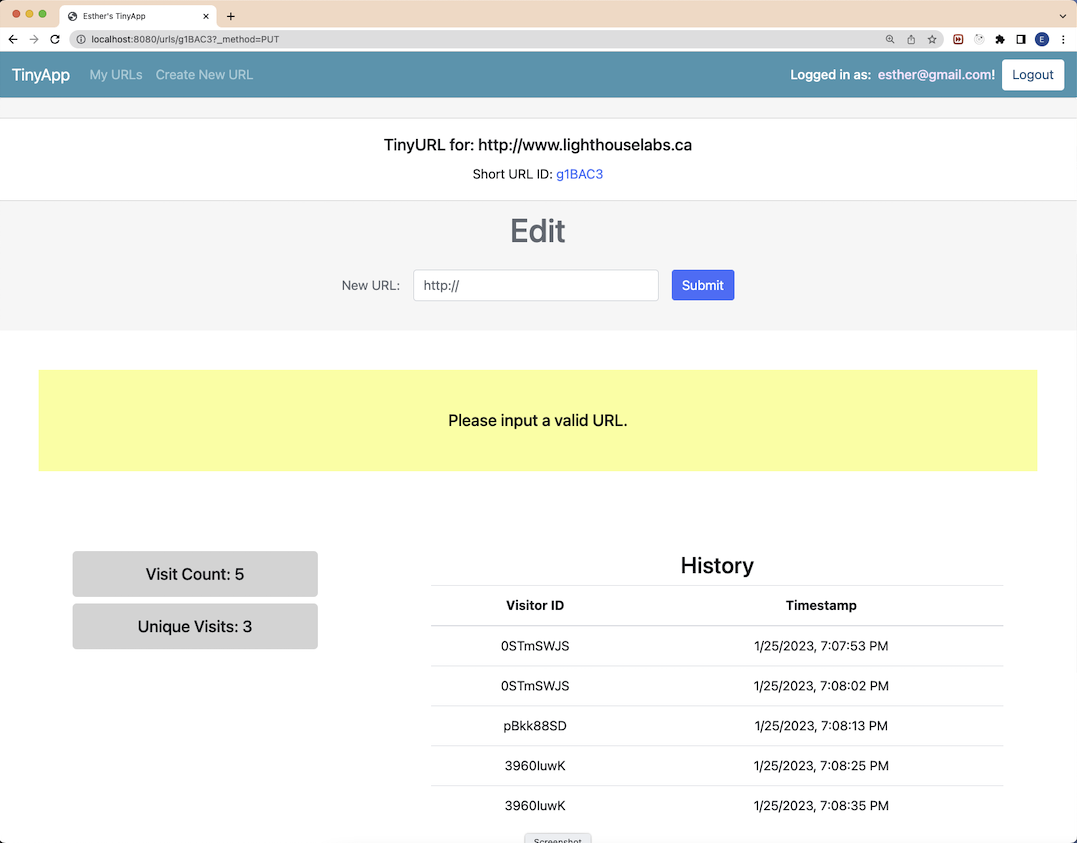 Esther's TinyApp
localhost:8080/urls/g1BAC3?_method=PUT
E
TinyApp My URLs Create New URL Logged in as: esther@gmail.com! Logout
TinyURL for: http://www.lighthouselabs.ca
Short URL ID: g1BAC3
Edit
New URL: http:// Submit
Please input a valid URL.
Visit Count: 5
Unique Visits: 3
History
Visitor ID Timestamp
0STmSWJS 1/25/2023, 7:07:53 PM
0STmSWJS 1/25/2023, 7:08:02 PM
pBkk88SD 1/25/2023, 7:08:13 PM
3960luwK 1/25/2023, 7:08:25 PM
3960luwK 1/25/2023, 7:08:35 PM
Screenshot